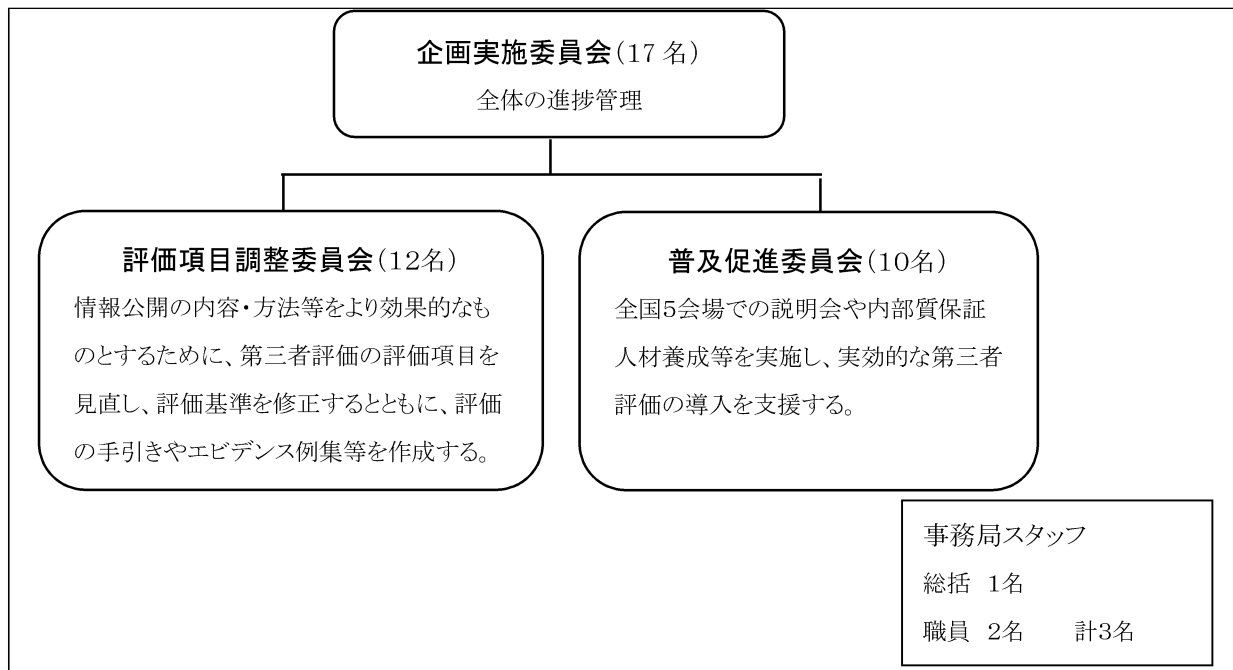 企画実施委員会(17名)
全体の進捗管理
評価項目調整委員会(12名)
情報公開の内容・方法等をより効果的なも
のとするために、第三者評価の評価項目を
見直し、評価基準を修正するとともに、評価
の手引きやエビデンス例集等を作成する。
普及促進委員会(10名)
全国5会場での説明会や内部質保証
人材養成等を実施し、実効的な第三者
評価の導入を支援する。
事務局スタッフ
総括 1名
職員 2名 計3名